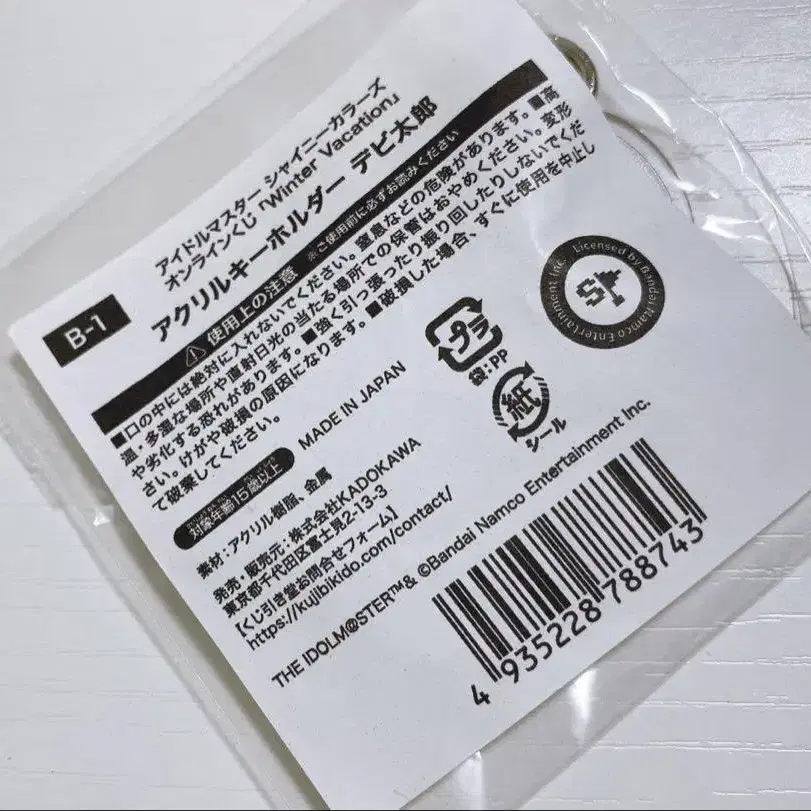 B-1
アイドルマスター シャイニーカラーズ
オンラインくじ「Winter Vacation」
アクリルキーホルダー デビ太郎
使用上の注意 ※ご使用前に必ずお読みください
■口の中には絶対に入れないでください。窒息などの危険があります。■高
温・多湿な場所や直射日光の当たる場所での保管はおやめください。変形
や劣化する恐れがあります。■強く引っ張ったり振り回したりしないでくだ
さい。けがや破損の原因になります。■破損した場合、すぐに使用を中止し
て破棄してください。
対象年齢15歳以上
MADE IN JAPAN
プラ
袋:PP
紙
シール
Licensed by Bandai Namco Entertainment Inc.
素材:アクリル樹脂、金属
発売・販売元:株式会社KADOKAWA
東京都千代田区富士見2-13-3
【くじ引き堂お問合せフォーム】
https://kujibikido.com/contact/
THE IDOLM@STER™& ©Bandai Namco Entertainment Inc.
4 935228 788743